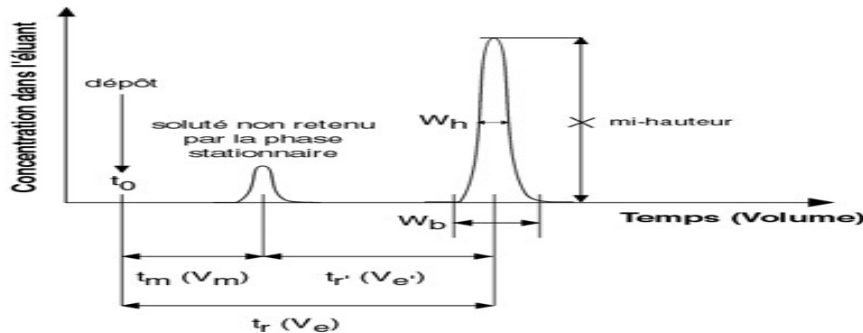 Concentration dans l'éluant
dépôt
t0
soluté non retenu
par la phase
stationnaire
Wh
mi-hauteur
Wb
Temps (Volume)
tm (Vm)
tr' (Ve')
tr (Ve)